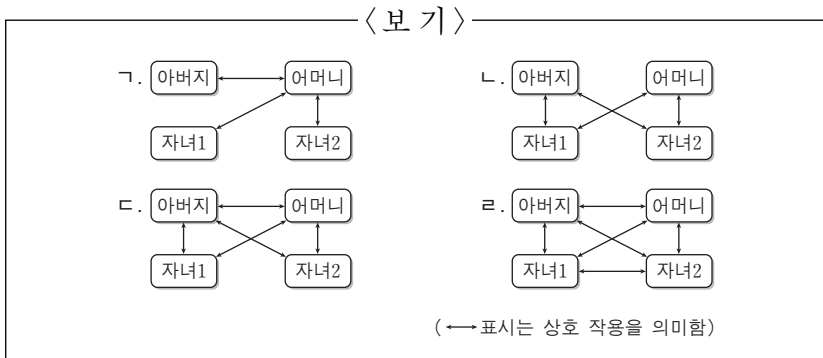 〈보 기〉
ㄱ. 아버지 어머니 ㄴ. 아버지 어머니
자녀1 자녀2 자녀1 자녀2
ㄷ. 아버지 어머니 ㄹ. 아버지 어머니
자녀1 자녀2 자녀1 자녀2
(⟷표시는 상호 작용을 의미함)